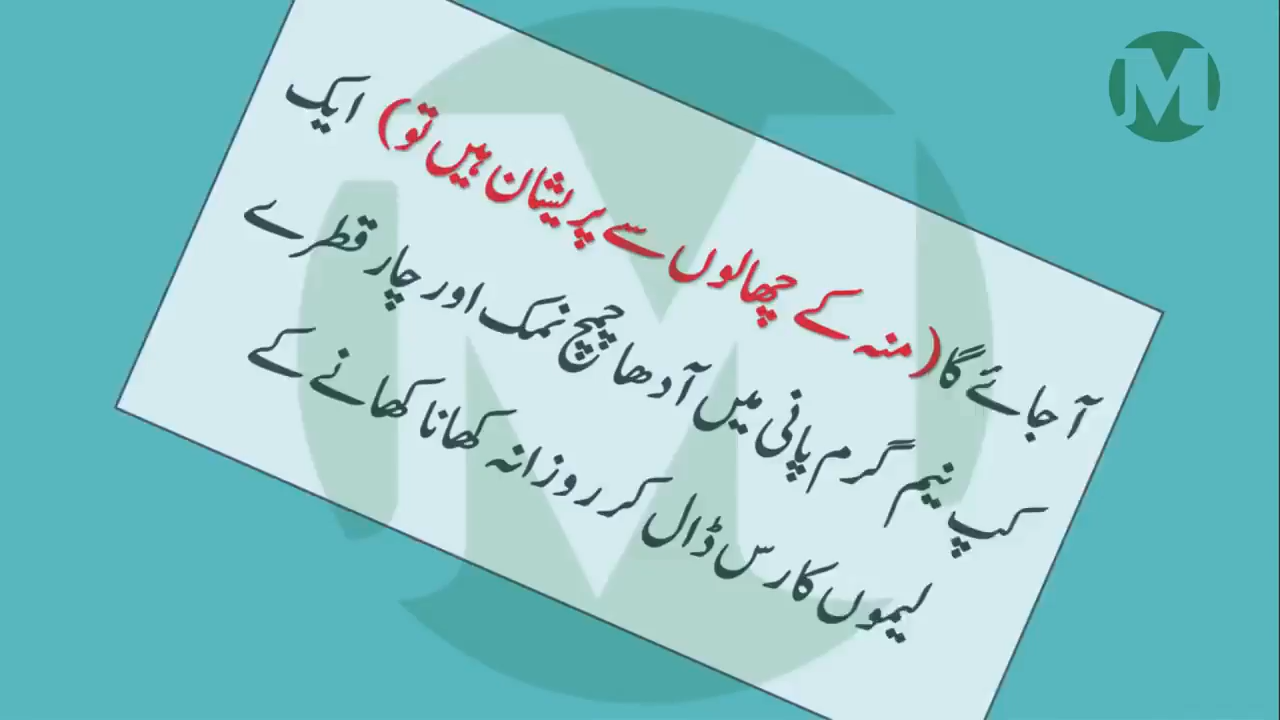 M
آ جائے گا (منہ کے چھالوں سے پریشان ہیں تو) ایک
کپ نیم گرم پانی میں آدھا چمچ نمک اور چار قطرے
لیموں کا رس ڈال کر روزانہ کھانا کھانے کے